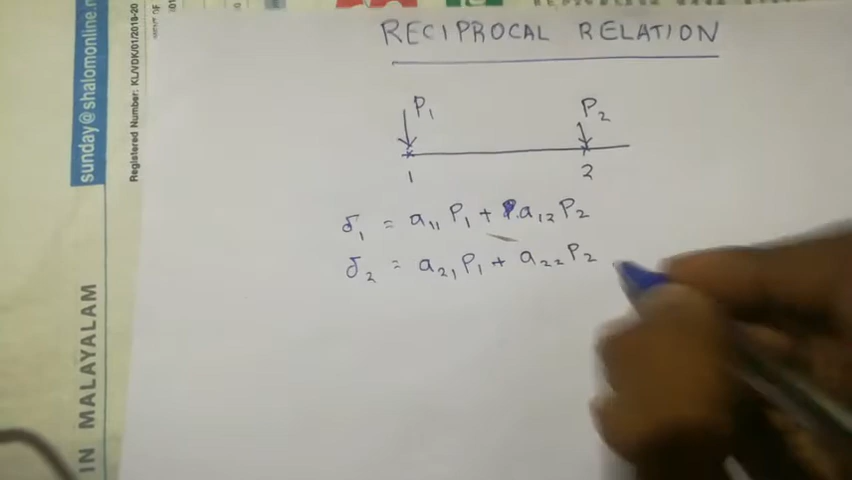 RECIPROCAL RELATION
P₁ P₂
1 2
δ₁ = a₁₁ P₁ + a₁₂ P₂
δ₂ = a₂₁ P₁ + a₂₂ P₂
sunday@shalomonline.n
Registered Number: KL/VDK/01/2018-20
IN MALAYALAM